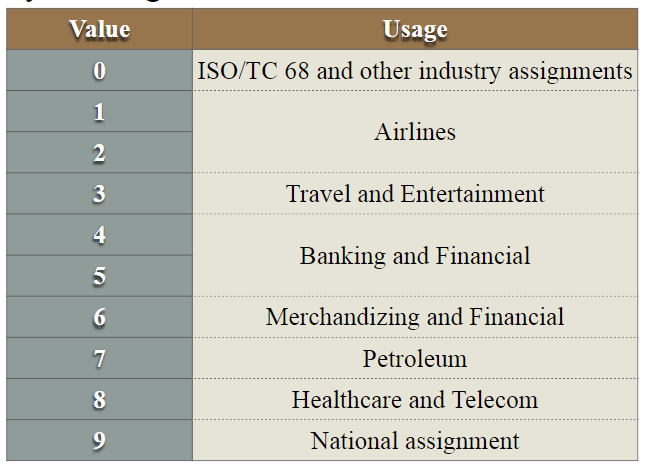 Value Usage
0 ISO/TC 68 and other industry assignments
1
Airlines
2
3 Travel and Entertainment
4
Banking and Financial
5
6 Merchandizing and Financial
7 Petroleum
8 Healthcare and Telecom
9 National assignment